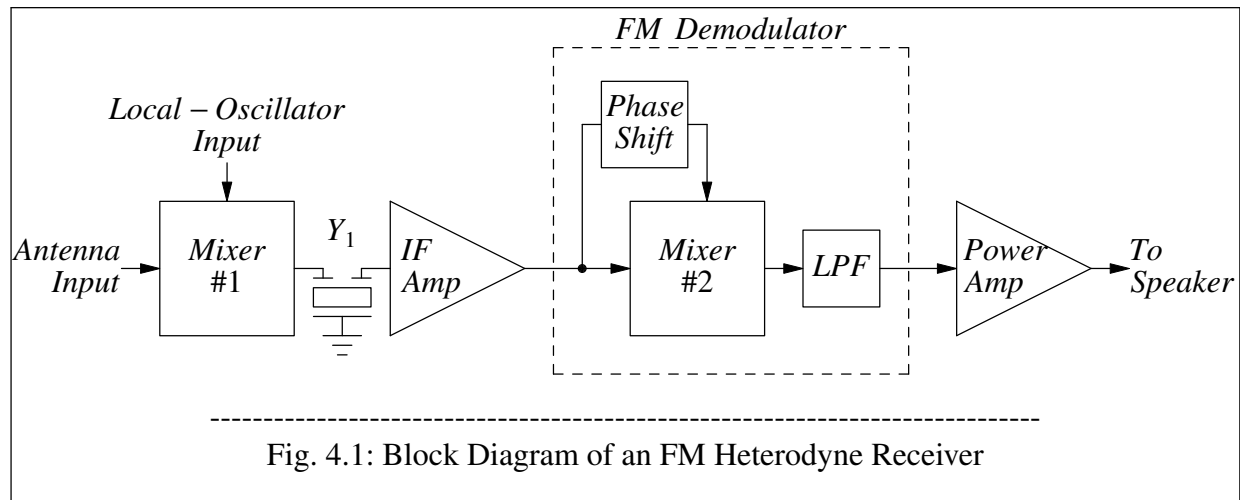 FM Demodulator
Local – Oscillator
Input
Phase
Shift
Antenna
Input
Mixer
#1
Y1
IF
Amp
Mixer
#2
LPF
Power
Amp
To
Speaker
Fig. 4.1: Block Diagram of an FM Heterodyne Receiver